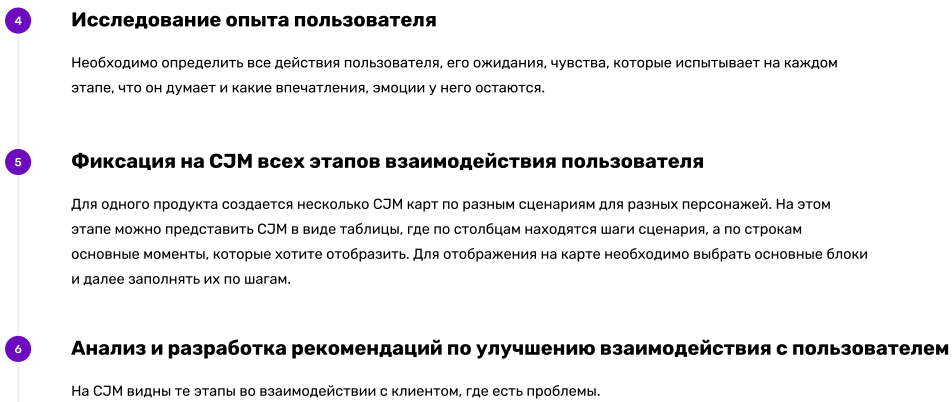 4
Исследование опыта пользователя
Необходимо определить все действия пользователя, его ожидания, чувства, которые испытывает на каждом
этапе, что он думает и какие впечатления, эмоции у него остаются.
5
Фиксация на CJM всех этапов взаимодействия пользователя
Для одного продукта создается несколько CJM карт по разным сценариям для разных персонажей. На этом
этапе можно представить CJM в виде таблицы, где по столбцам находятся шаги сценария, а по строкам
основные моменты, которые хотите отобразить. Для отображения на карте необходимо выбрать основные блоки
и далее заполнять их по шагам.
6
Анализ и разработка рекомендаций по улучшению взаимодействия с пользователем
На CJM видны те этапы во взаимодействии с клиентом, где есть проблемы.